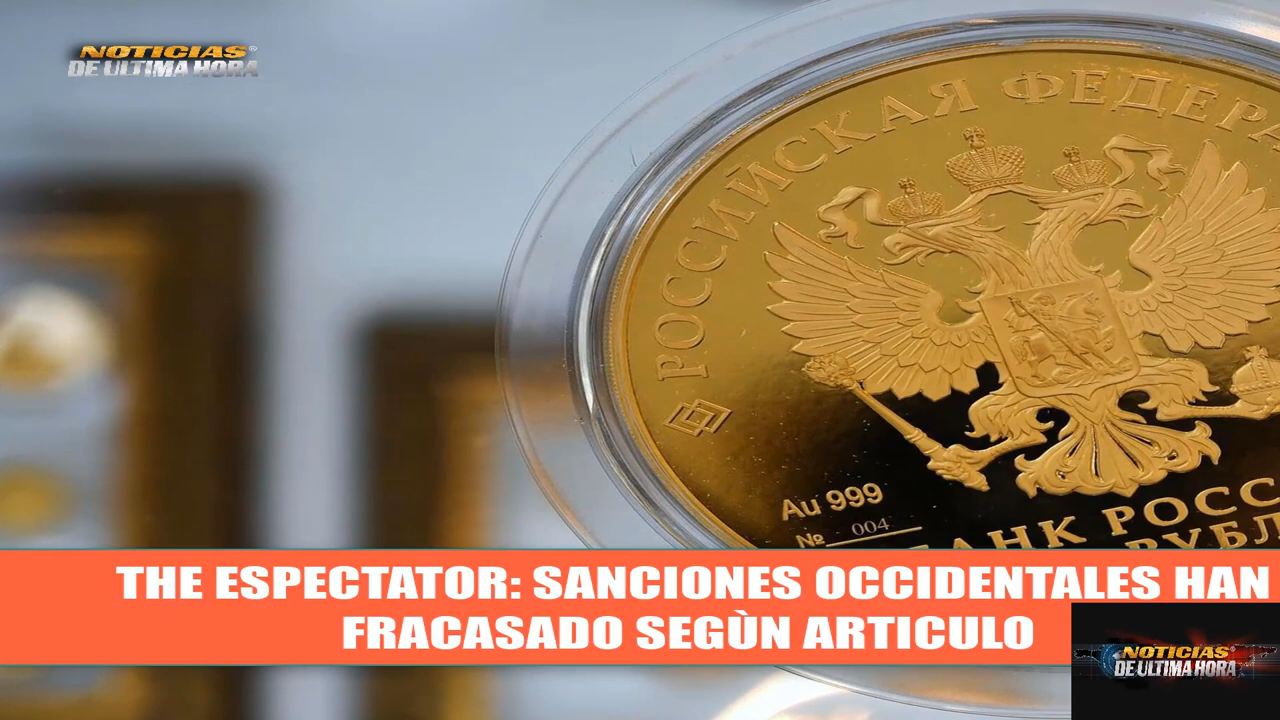 NOTICIAS®
DE ULTIMA HORA
РОССИЙСКАЯ ФЕДЕРА
Au 999
№ 004
БАНК РОСС
РУБЛ
THE ESPECTATOR: SANCIONES OCCIDENTALES HAN
FRACASADO SEGÙN ARTICULO
NOTICIAS®
DE ULTIMA HORA